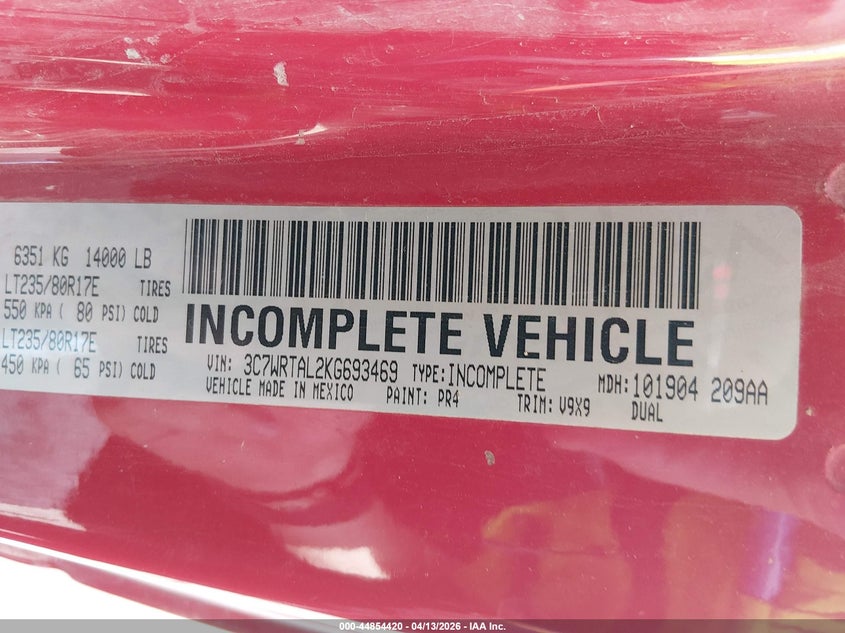 6351 KG 14000 LB
LT235/80R17E TIRES
550 KPA ( 80 PSI) COLD
LT235/80R17E TIRES
450 KPA ( 65 PSI) COLD
INCOMPLETE VEHICLE
VIN: 3C7WRTAL2KG693469 TYPE:INCOMPLETE MDH:101904 209AA
VEHICLE MADE IN MEXICO PAINT: PR4 TRIM: V9X9 DUAL
000-44854420 - 04/13/2026 - IAA Inc.